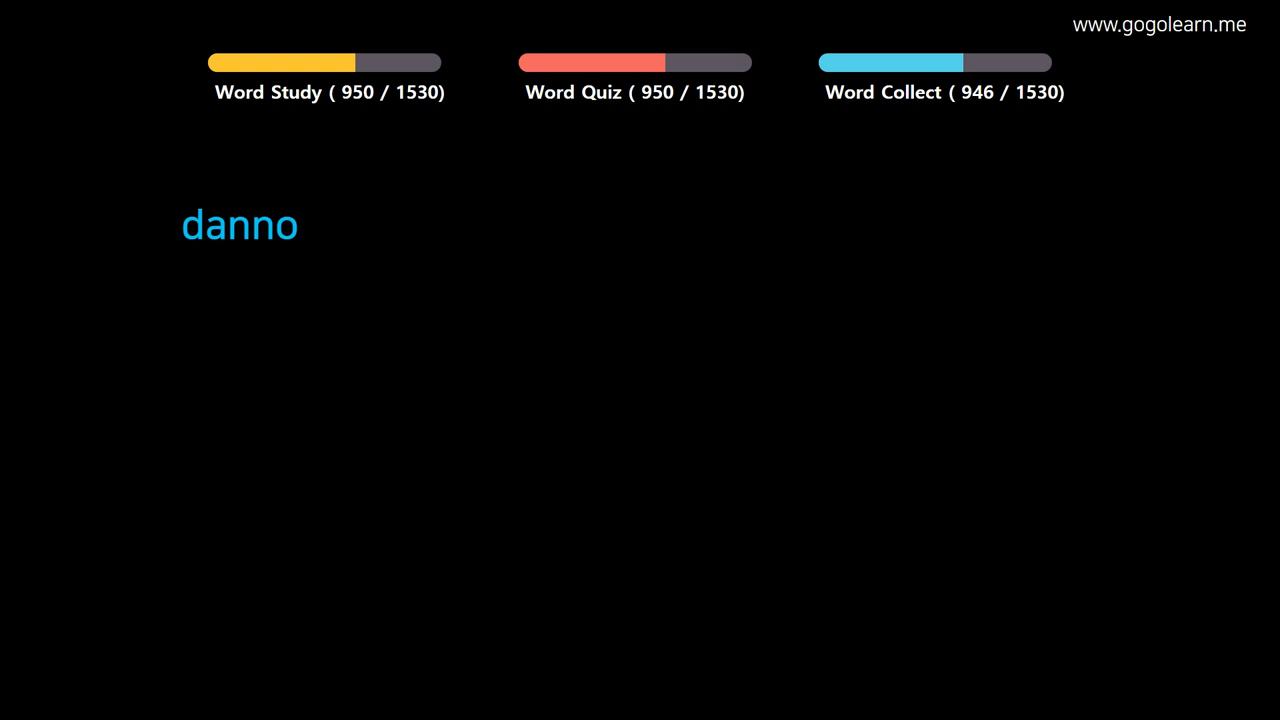 www.gogolearn.me
Word Study ( 950 / 1530)
Word Quiz ( 950 / 1530)
Word Collect ( 946 / 1530)
danno